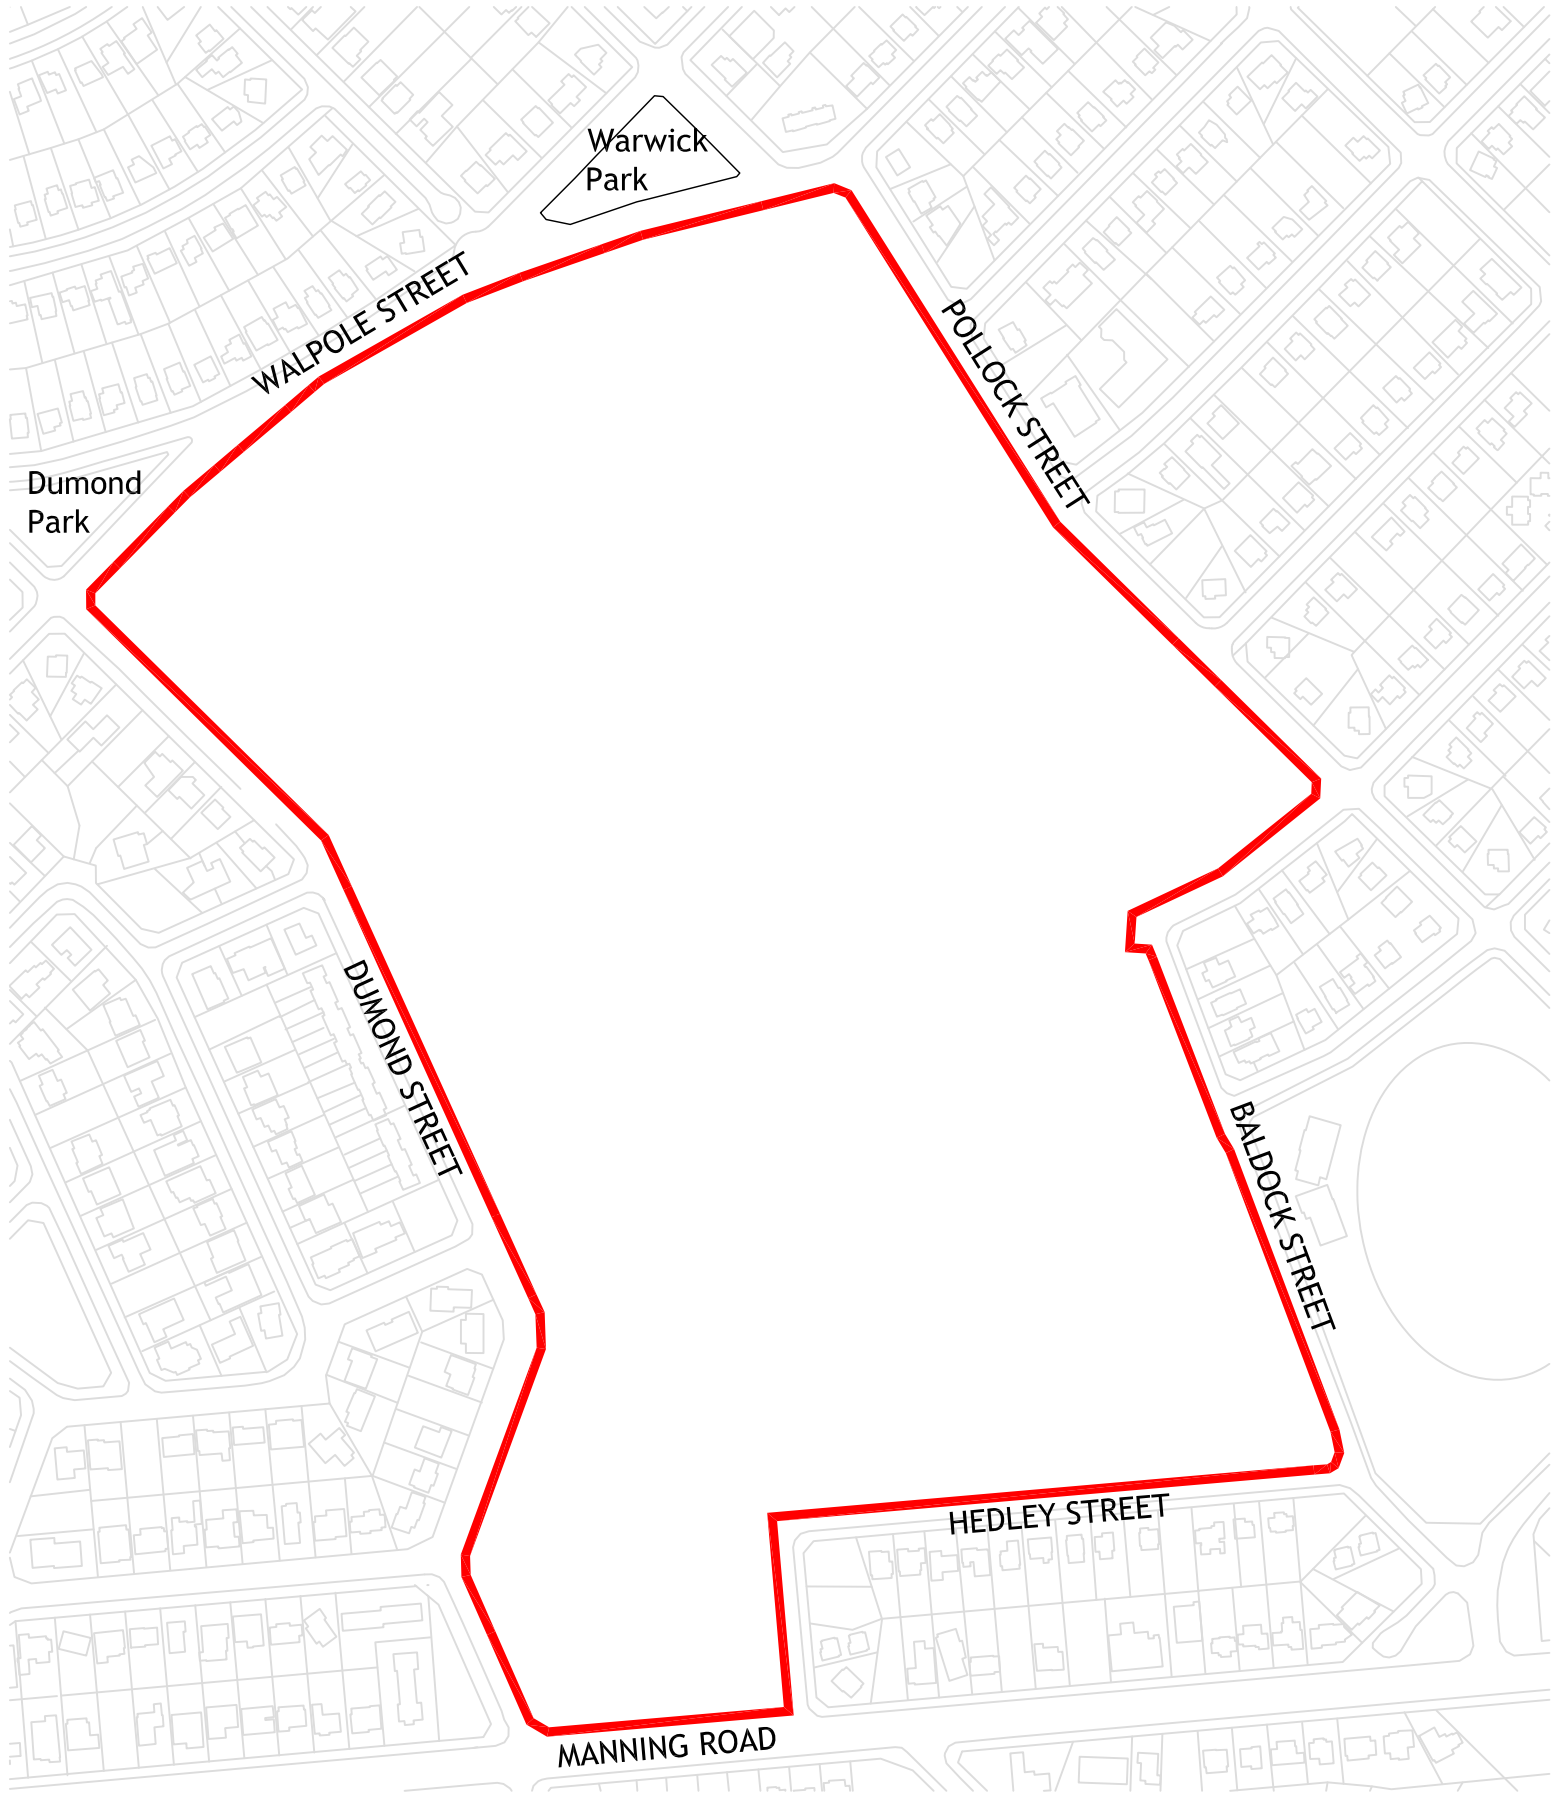 Warwick
Park
WALPOLE STREET
POLLOCK STREET
Dumond
Park
DUMOND STREET
BALDOCK STREET
HEDLEY STREET
MANNING ROAD